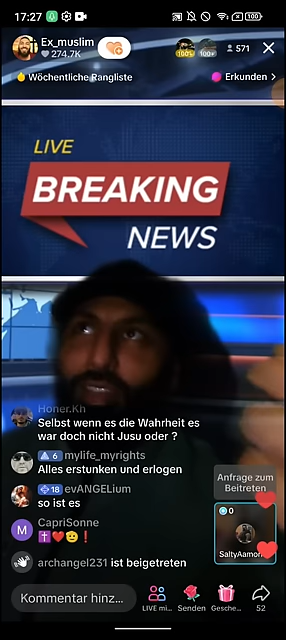 17:27
100
Ex_muslim
274.7K
100+
571
Wöchentliche Rangliste
Erkunden >
LIVE
BREAKING
NEWS
Honer.Kh
Selbst wenn es die Wahrheit es
war doch nicht Jusu oder ?
6 mylife_myrights
Alles erstunken und erlogen
18 evANGELium
so ist es
M CapriSonne
archangel231 ist beigetreten
Anfrage zum
Beitreten
0
SaltyAamon
Kommentar hinz...
LIVE mi...
Senden
Gesche...
52